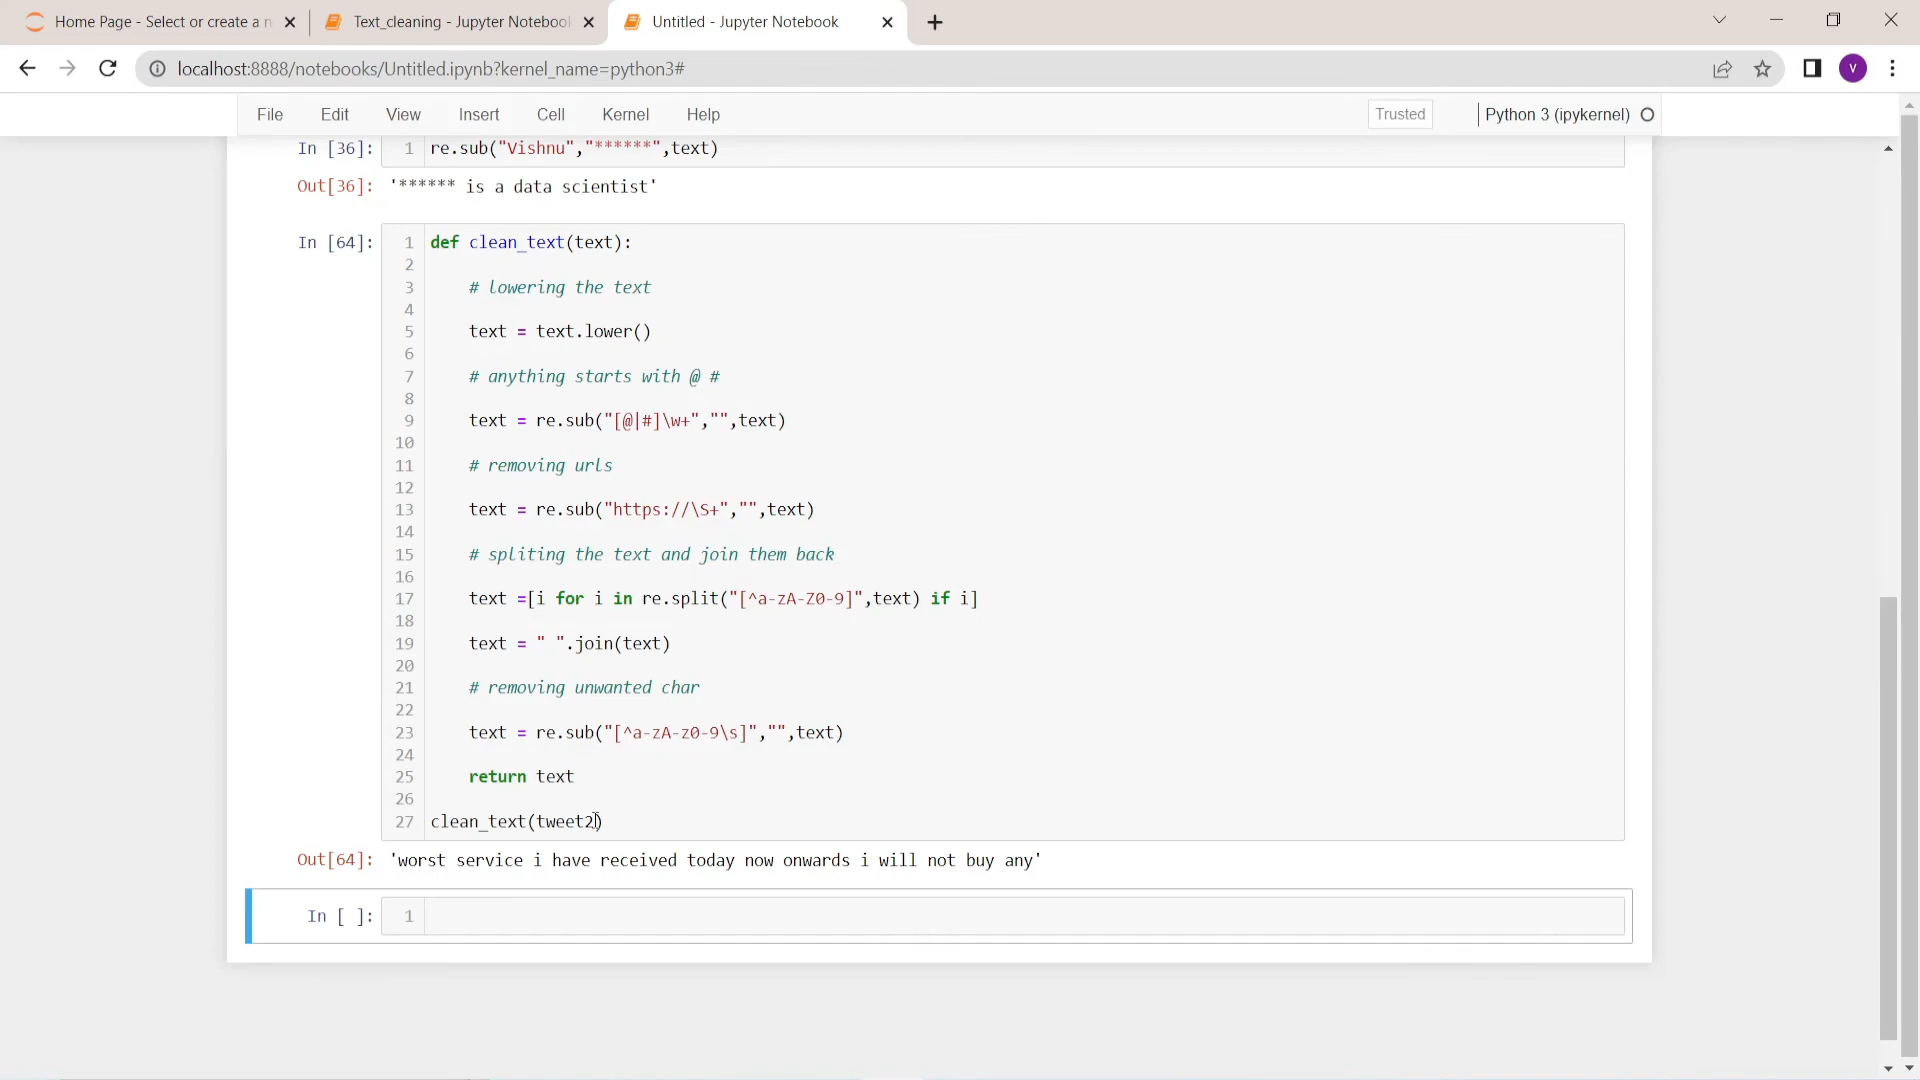 Home Page - Select or create a n
Text_cleaning - Jupyter Notebook
Untitled - Jupyter Notebook
localhost:8888/notebooks/Untitled.ipynb?kernel_name=python3#
V
File Edit View Insert Cell Kernel Help
Trusted
Python 3 (ipykernel)
In [36]: 1 re.sub("Vishnu","******",text)
Out[36]: '****** is a data scientist'
In [64]: 1 def clean_text(text):
2
3 # lowering the text
4
5 text = text.lower()
6
7 # anything starts with @ #
8
9 text = re.sub("[@|#]\w+","",text)
10
11 # removing urls
12
13 text = re.sub("https://\S+","",text)
14
15 # spliting the text and join them back
16
17 text =[i for i in re.split("[^a-zA-Z0-9]",text) if i]
18
19 text = " ".join(text)
20
21 # removing unwanted char
22
23 text = re.sub("[^a-zA-z0-9\s]","",text)
24
25 return text
26
27 clean_text(tweet2)
Out[64]: 'worst service i have received today now onwards i will not buy any'
In [ ]: 1